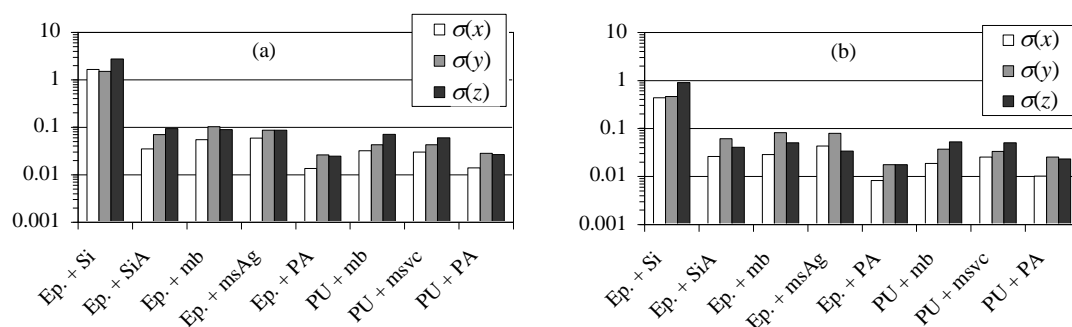 (a)
σ(x)
σ(y)
σ(z)
10
1
0.1
0.01
0.001
Ep. + Si
Ep. + SiA
Ep. + mb
Ep. + msAg
Ep. + PA
PU + mb
PU + msvc
PU + PA
(b)
σ(x)
σ(y)
σ(z)
10
1
0.1
0.01
0.001
Ep. + Si
Ep. + SiA
Ep. + mb
Ep. + msAg
Ep. + PA
PU + mb
PU + msvc
PU + PA